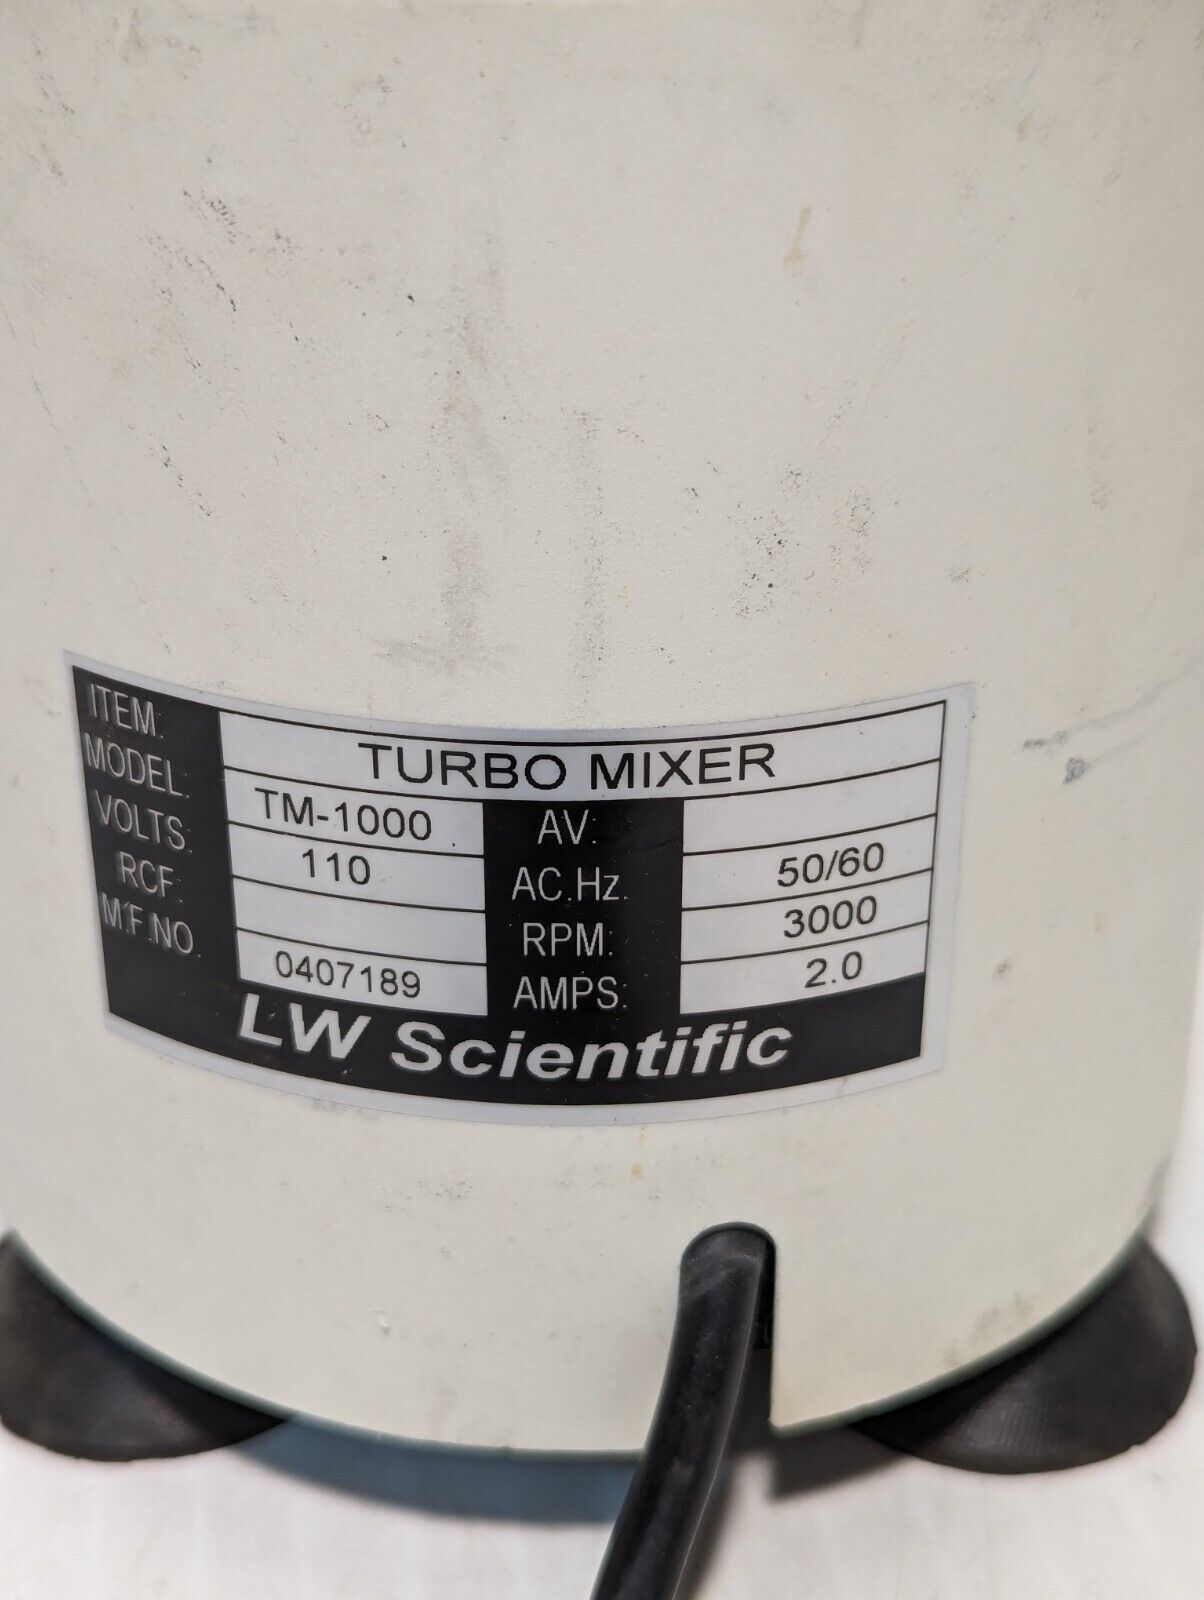 ITEM: TURBO MIXER
MODEL: TM-1000 AV:
VOLTS: 110 AC.Hz. 50/60
RCF: RPM: 3000
M.F.NO. 0407189 AMPS: 2.0
LW Scientific